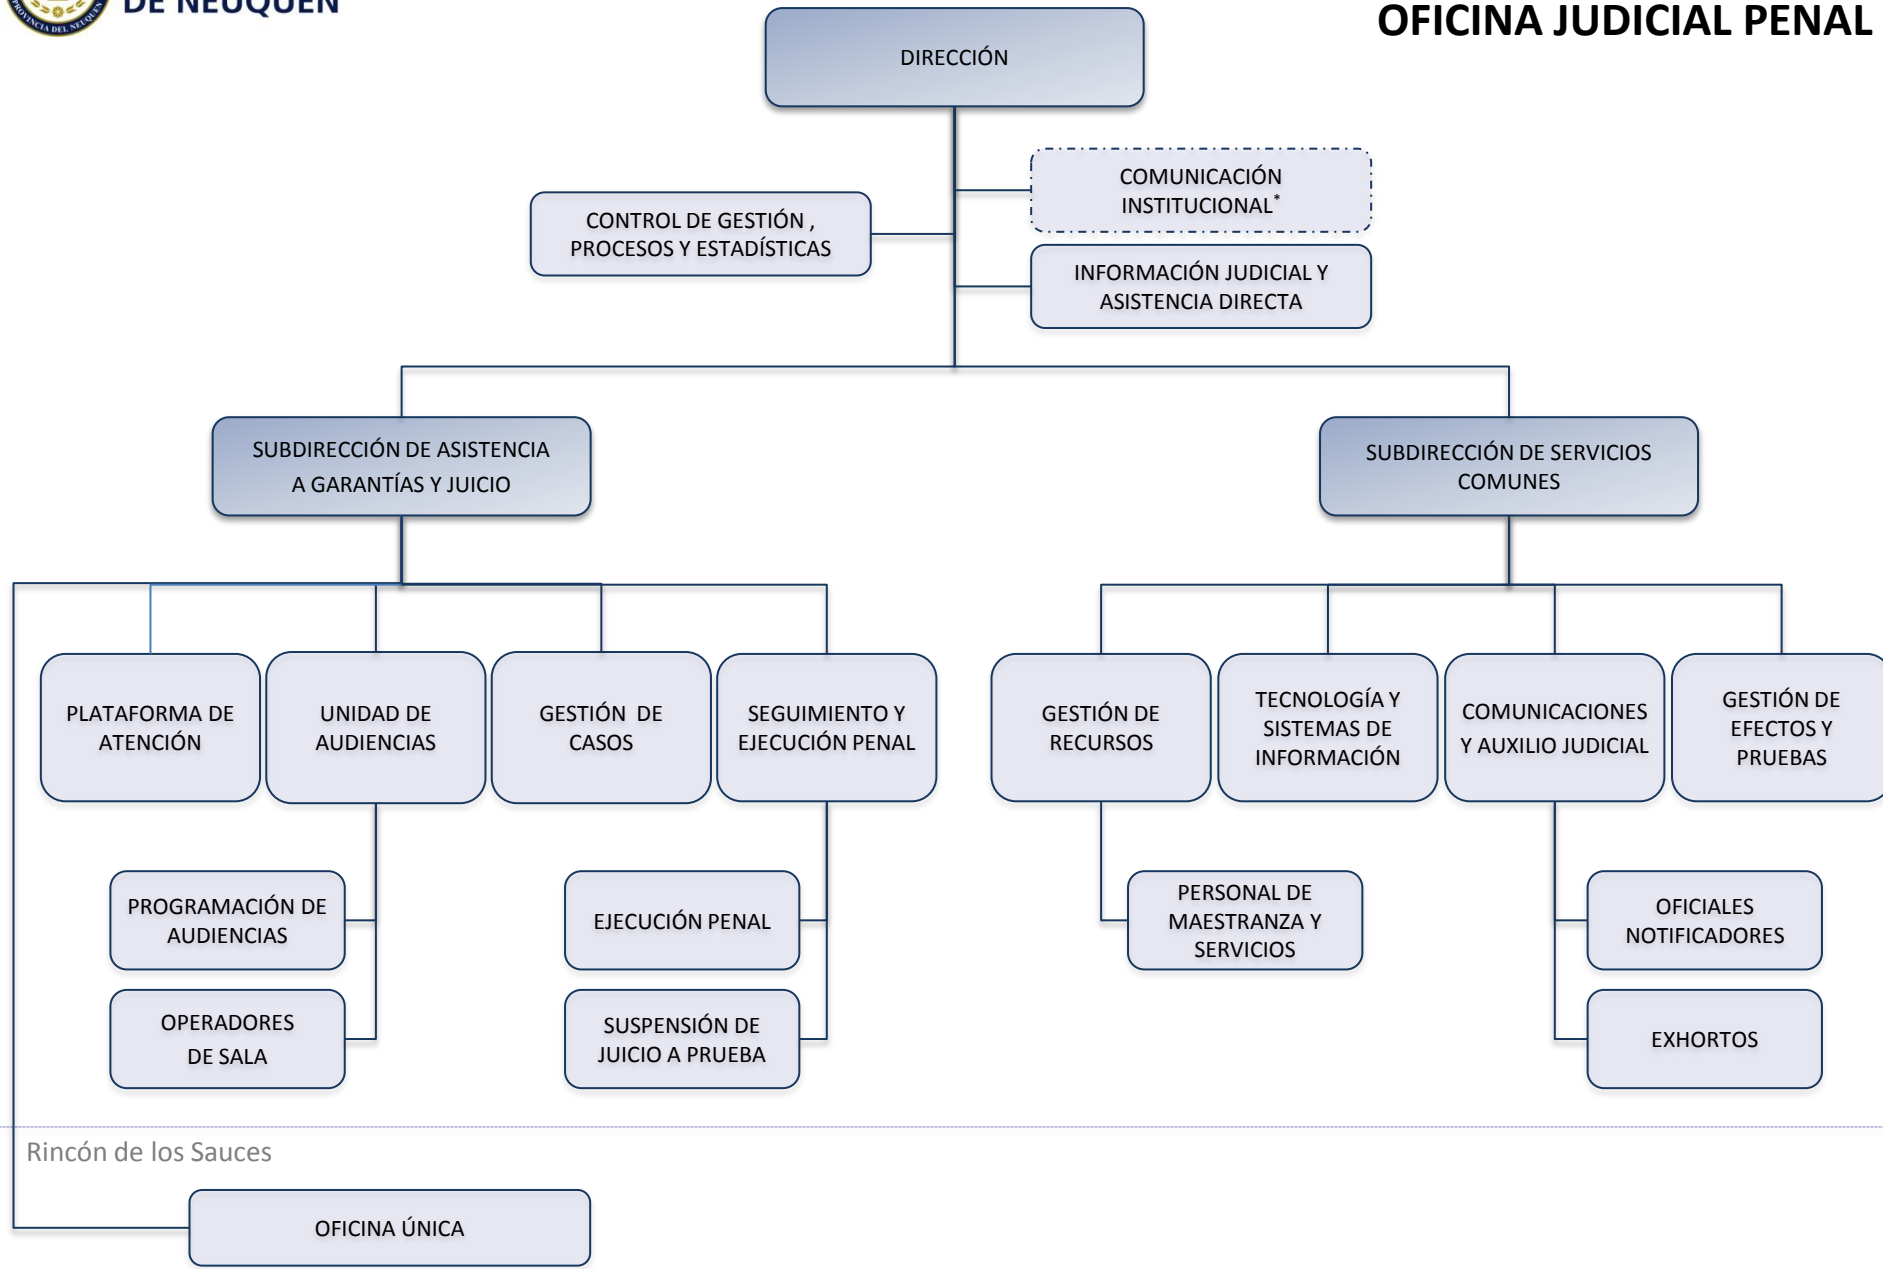 DE NEUQUÉN
PROVINCIA DEL NEUQUEN
OFICINA JUDICIAL PENAL
DIRECCIÓN
COMUNICACIÓN
INSTITUCIONAL*
CONTROL DE GESTIÓN ,
PROCESOS Y ESTADÍSTICAS
INFORMACIÓN JUDICIAL Y
ASISTENCIA DIRECTA
SUBDIRECCIÓN DE ASISTENCIA
A GARANTÍAS Y JUICIO
SUBDIRECCIÓN DE SERVICIOS
COMUNES
PLATAFORMA DE
ATENCIÓN
UNIDAD DE
AUDIENCIAS
GESTIÓN DE
CASOS
SEGUIMIENTO Y
EJECUCIÓN PENAL
GESTIÓN DE
RECURSOS
TECNOLOGÍA Y
SISTEMAS DE
INFORMACIÓN
COMUNICACIONES
Y AUXILIO JUDICIAL
GESTIÓN DE
EFECTOS Y
PRUEBAS
PROGRAMACIÓN DE
AUDIENCIAS
EJECUCIÓN PENAL
PERSONAL DE
MAESTRANZA Y
SERVICIOS
OFICIALES
NOTIFICADORES
OPERADORES
DE SALA
SUSPENSIÓN DE
JUICIO A PRUEBA
EXHORTOS
Rincón de los Sauces
OFICINA ÚNICA